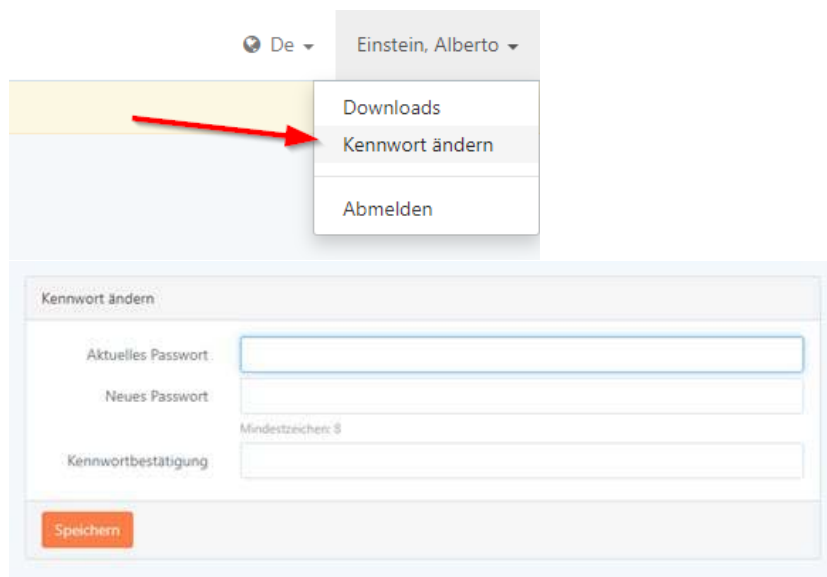 De Einstein, Alberto
Downloads
Kennwort ändern
Abmelden
Kennwort ändern
Aktuelles Passwort
Neues Passwort
Mindestzeichen: 8
Kennwortbestätigung
Speichern